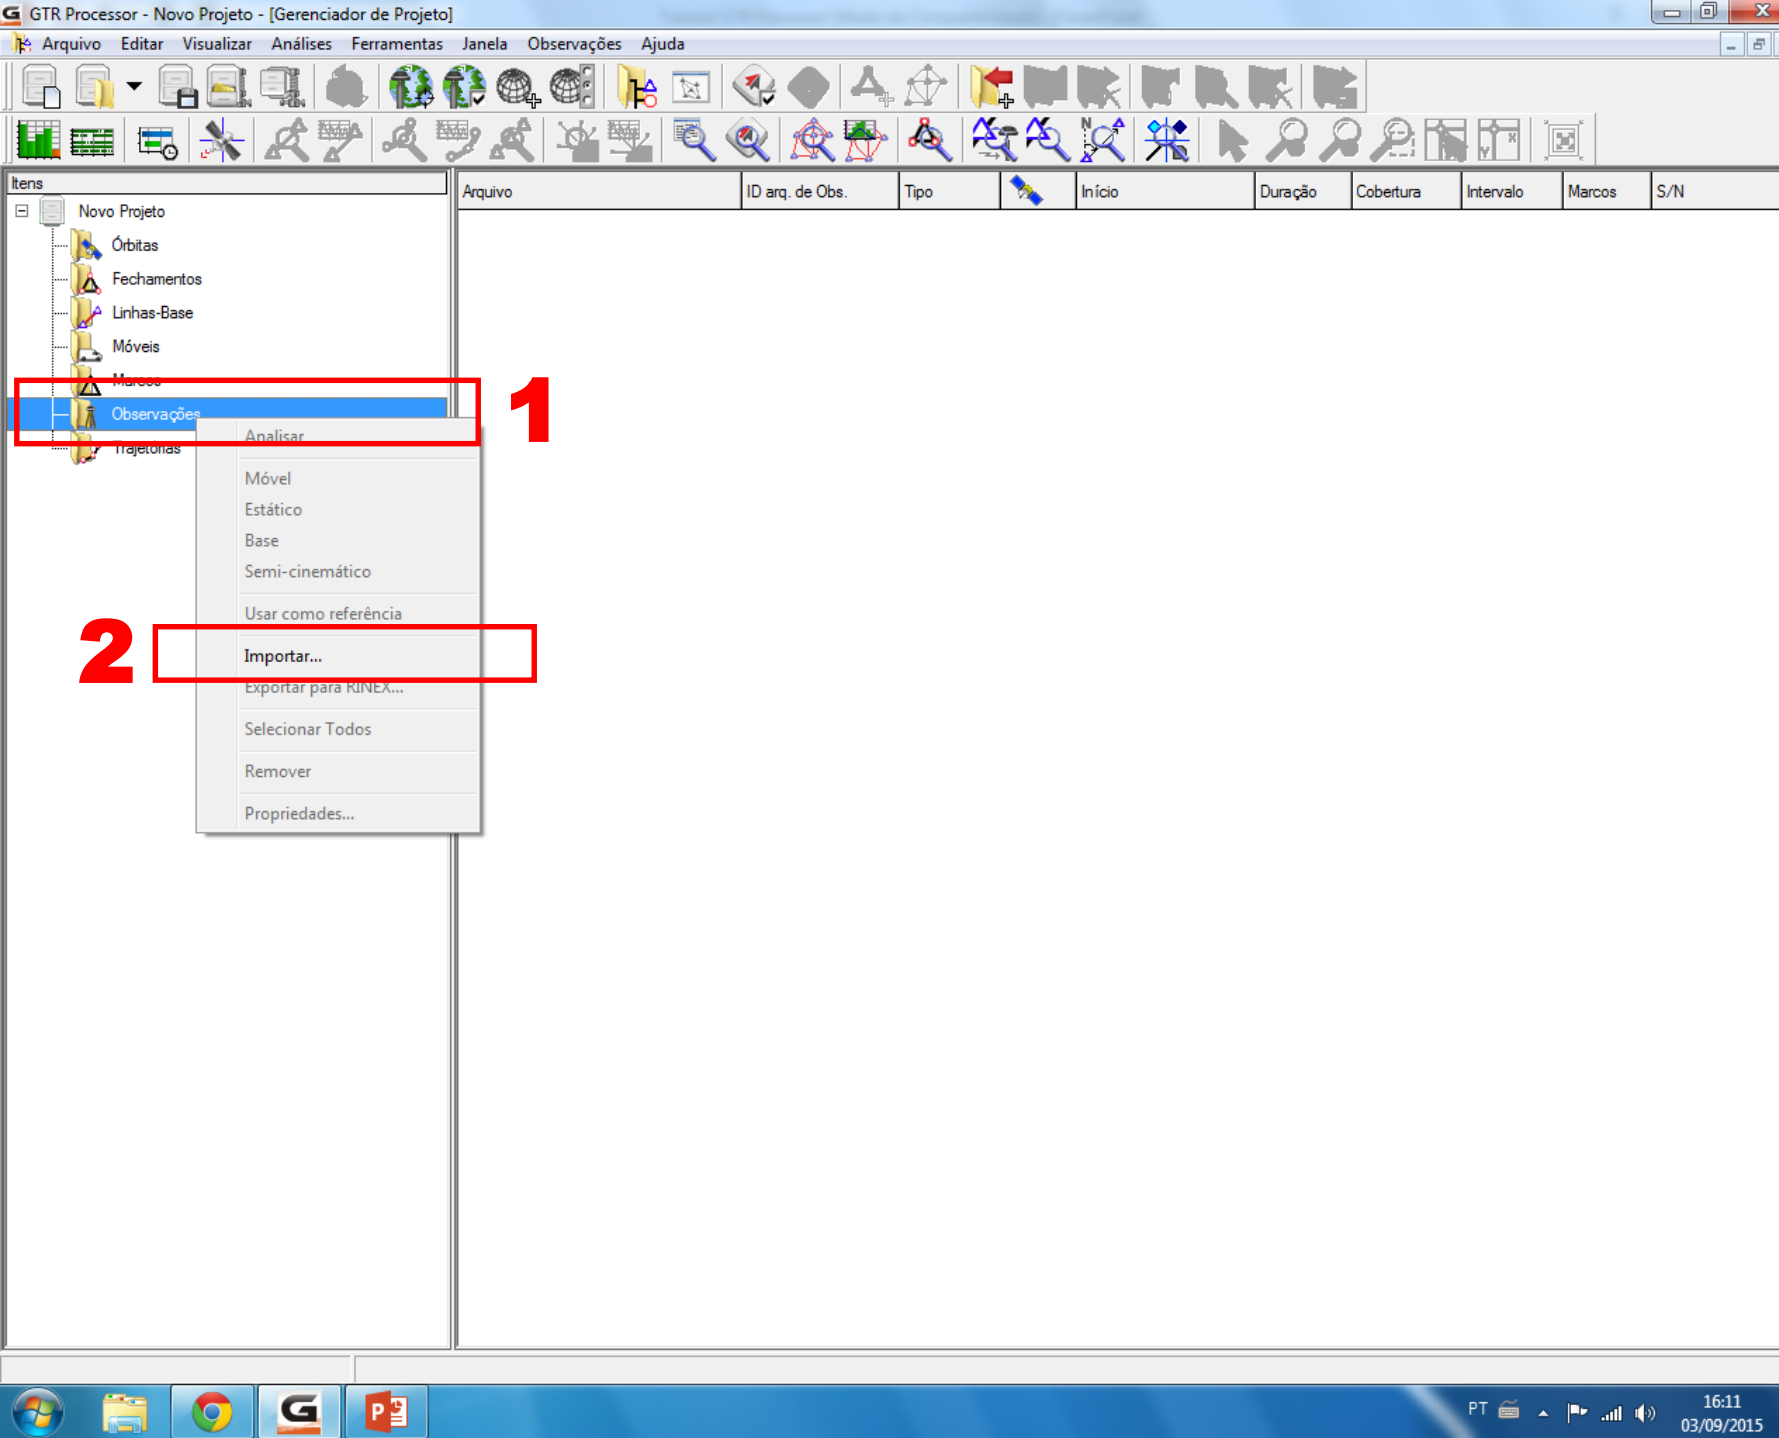 GTR Processor - Novo Projeto - [Gerenciador de Projeto]
Arquivo Editar Visualizar Análises Ferramentas Janela Observações Ajuda
Itens
Arquivo ID arq. de Obs. Tipo Início Duração Cobertura Intervalo Marcos S/N
Novo Projeto
Órbitas
Fechamentos
Linhas-Base
Móveis
Marcos
Observações
Trajetórias
1
Analisar
Móvel
Estático
Base
Semi-cinemático
Usar como referência
2
Importar...
Exportar para RINEX...
Selecionar Todos
Remover
Propriedades...
PT
16:11
03/09/2015